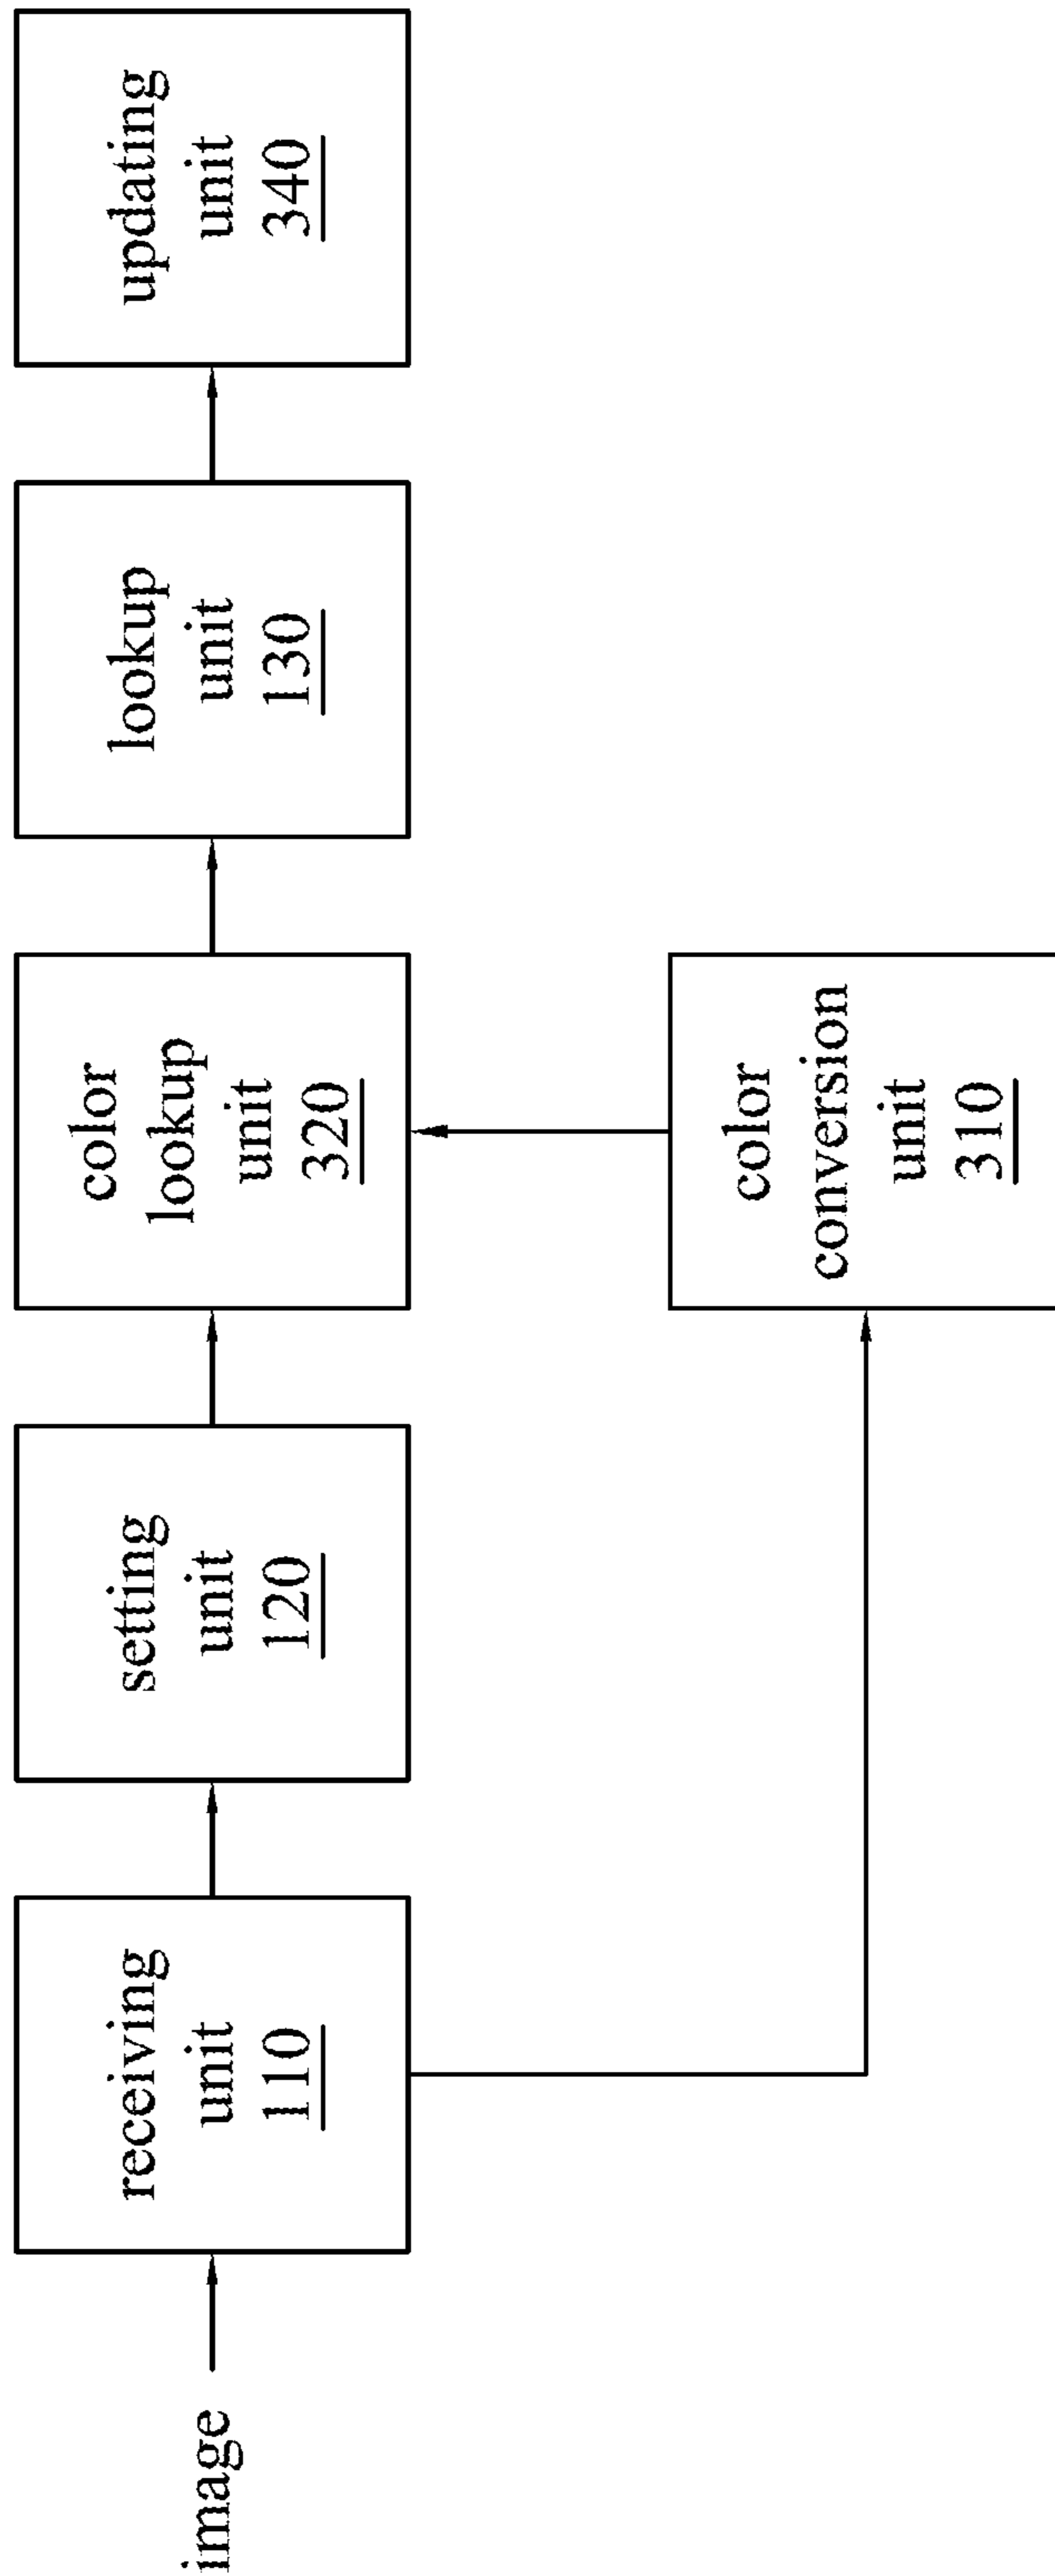 image
receiving
unit
110
setting
unit
120
color
lookup
unit
320
lookup
unit
130
updating
unit
340
color
conversion
unit
310